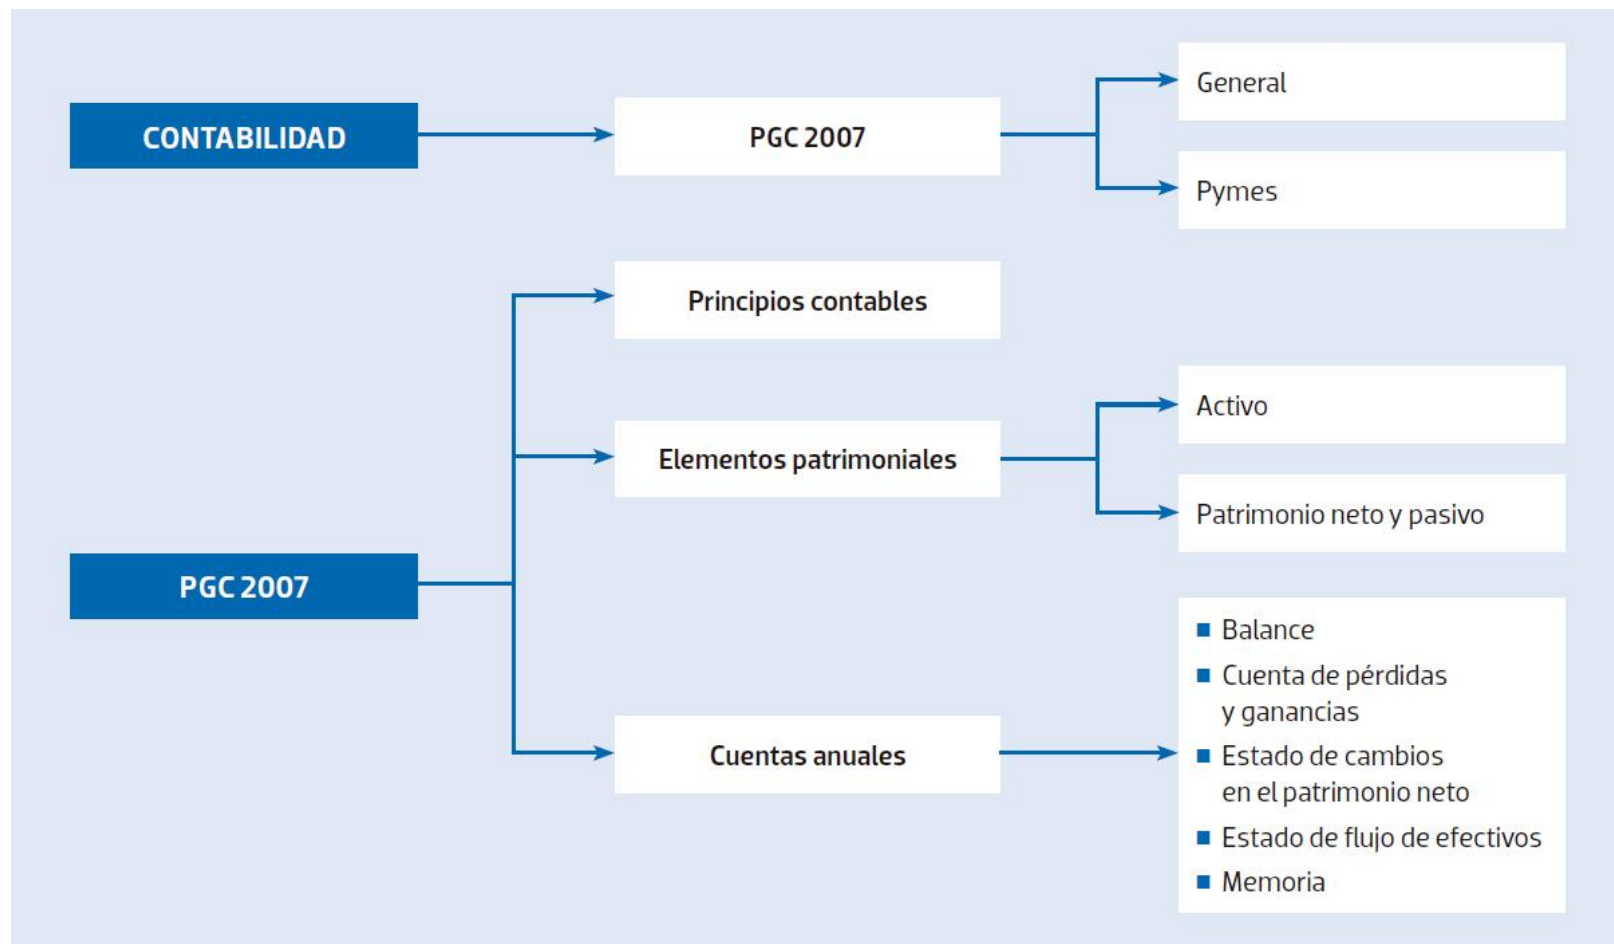 CONTABILIDAD
PGC 2007
General
Pymes
PGC 2007
Principios contables
Elementos patrimoniales
Activo
Patrimonio neto y pasivo
Cuentas anuales
Balance
Cuenta de pérdidas
y ganancias
Estado de cambios
en el patrimonio neto
Estado de flujo de efectivos
Memoria